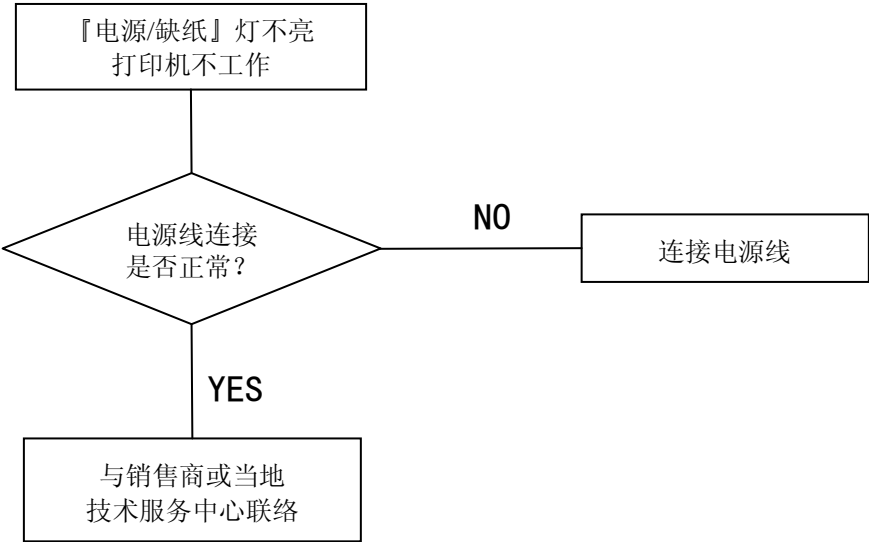 『电源/缺纸』灯不亮
打印机不工作
电源线连接
是否正常？
NO
连接电源线
YES
与销售商或当地
技术服务中心联络